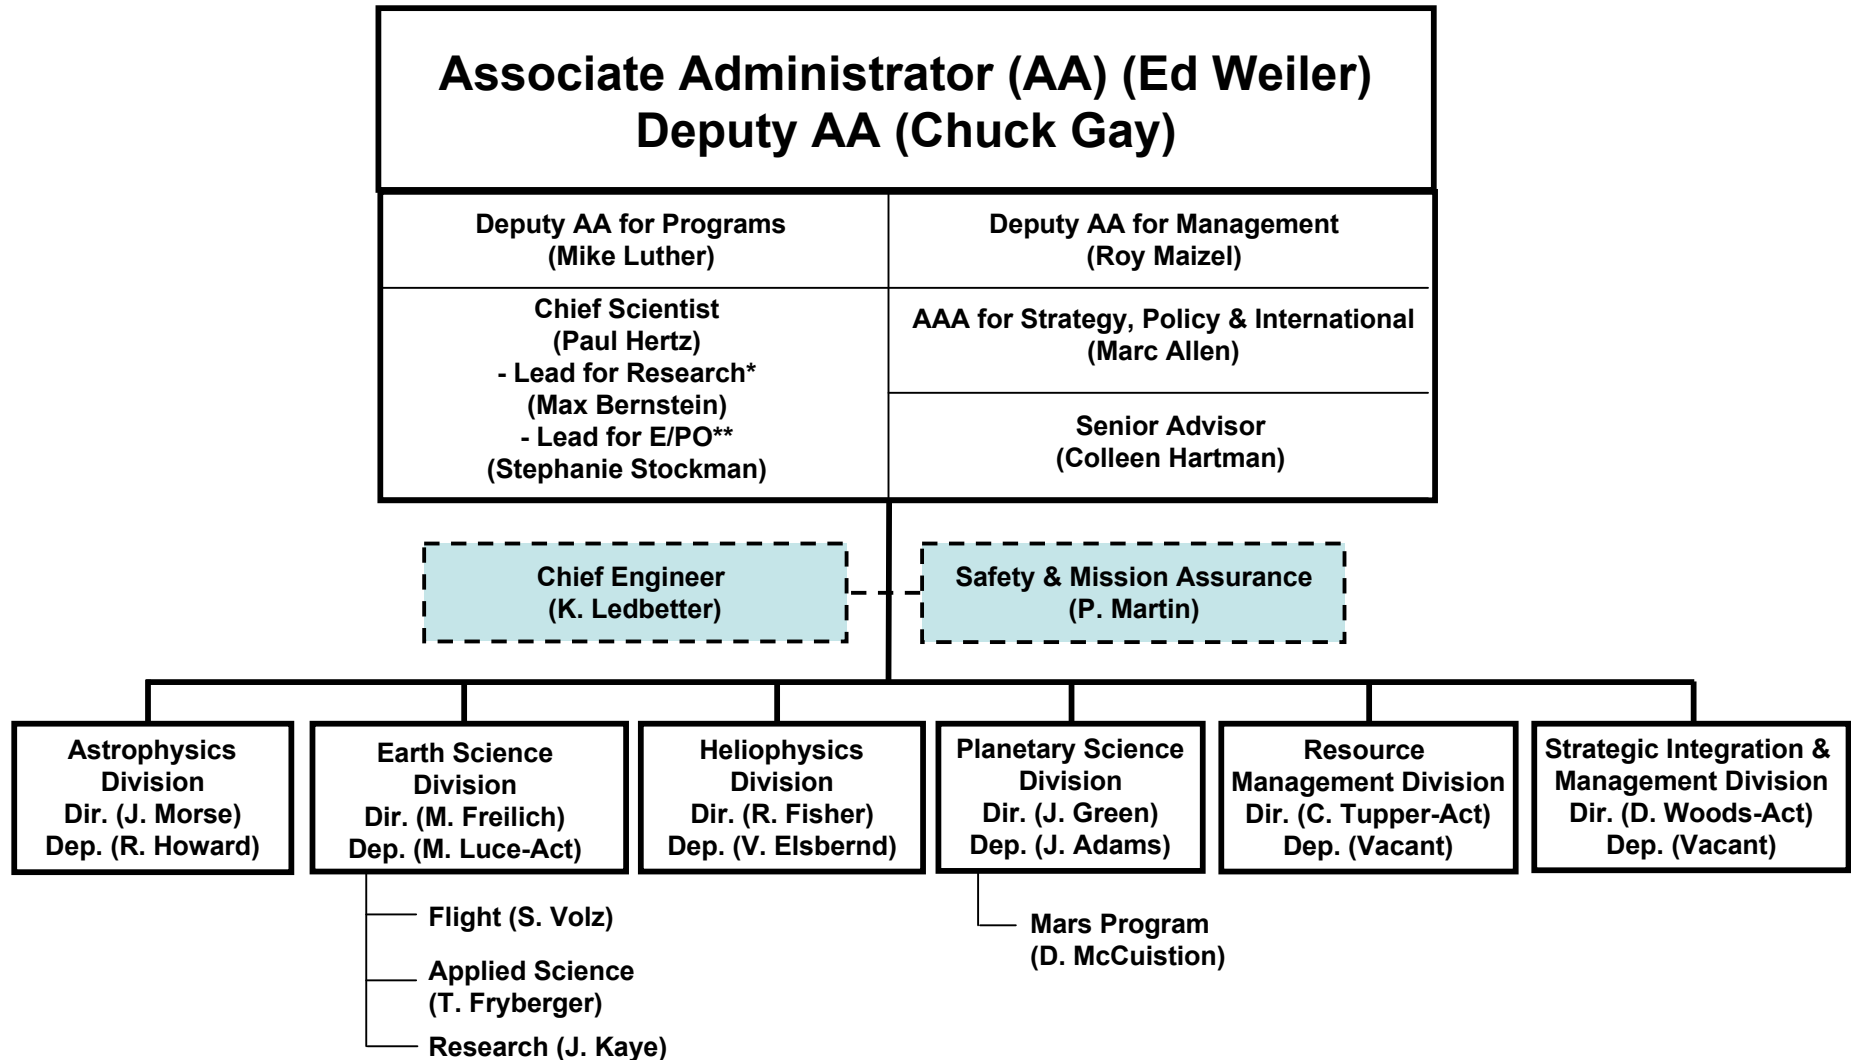 Associate Administrator (AA) (Ed Weiler)
Deputy AA (Chuck Gay)
Deputy AA for Programs
(Mike Luther)
Deputy AA for Management
(Roy Maizel)
Chief Scientist
(Paul Hertz)
- Lead for Research*
(Max Bernstein)
- Lead for E/PO**
(Stephanie Stockman)
AAA for Strategy, Policy & International
(Marc Allen)
Senior Advisor
(Colleen Hartman)
Chief Engineer
(K. Ledbetter)
Safety & Mission Assurance
(P. Martin)
Astrophysics
Division
Dir. (J. Morse)
Dep. (R. Howard)
Earth Science
Division
Dir. (M. Freilich)
Dep. (M. Luce-Act)
Heliophysics
Division
Dir. (R. Fisher)
Dep. (V. Elsbernd)
Planetary Science
Division
Dir. (J. Green)
Dep. (J. Adams)
Resource
Management Division
Dir. (C. Tupper-Act)
Dep. (Vacant)
Strategic Integration &
Management Division
Dir. (D. Woods-Act)
Dep. (Vacant)
Flight (S. Volz)
Applied Science
(T. Fryberger)
Research (J. Kaye)
Mars Program
(D. McCuistion)